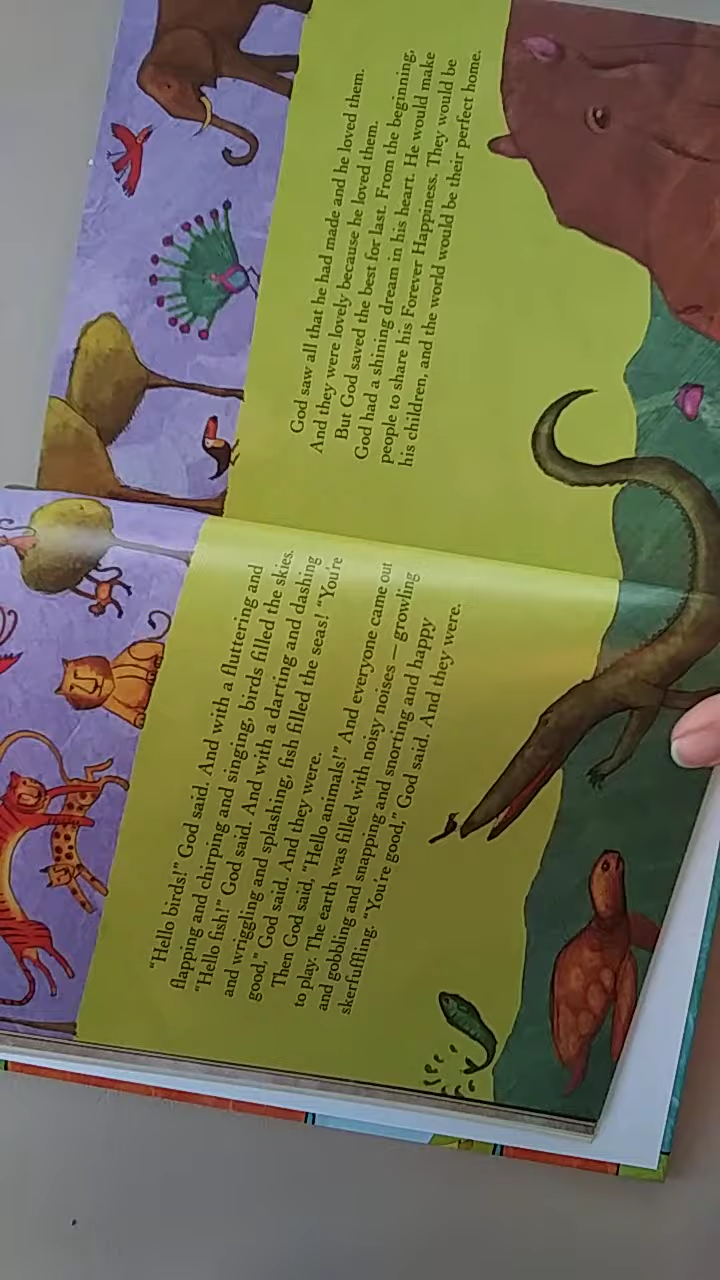 "Hello birds!" God said. And with a fluttering and
flapping and chirping and singing, birds filled the skies.
"Hello fish!" God said. And with a darting and dashing
and wriggling and splashing, fish filled the seas! "You're
good," God said. And they were.
Then God said, "Hello animals!" And everyone came out
to play. The earth was filled with noisy noises — growling
and gobbling and snapping and snorting and happy
skerfuffling. "You're good," God said. And they were.
God saw all that he had made and he loved them.
And they were lovely because he loved them.
But God saved the best for last. From the beginning,
God had a shining dream in his heart. He would make
people to share his Forever Happiness. They would be
his children, and the world would be their perfect home.